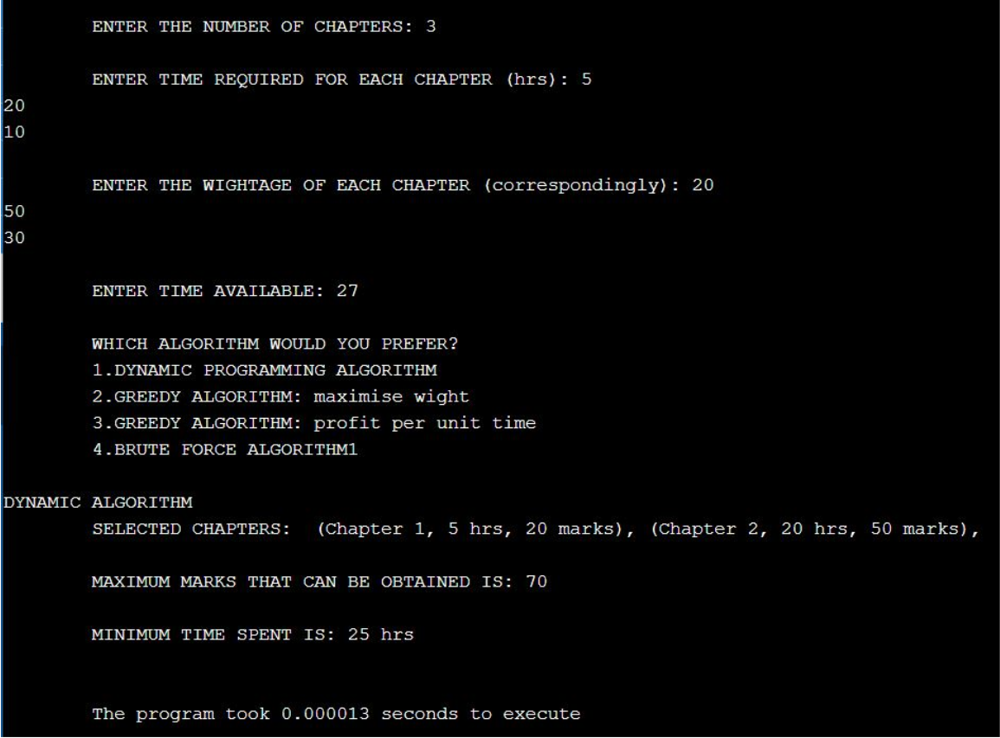 ENTER THE NUMBER OF CHAPTERS: 3
ENTER TIME REQUIRED FOR EACH CHAPTER (hrs): 5
20
10
ENTER THE WIGHTAGE OF EACH CHAPTER (correspondingly): 20
50
30
ENTER TIME AVAILABLE: 27
WHICH ALGORITHM WOULD YOU PREFER?
1.DYNAMIC PROGRAMMING ALGORITHM
2.GREEDY ALGORITHM: maximise wight
3.GREEDY ALGORITHM: profit per unit time
4.BRUTE FORCE ALGORITHM1
DYNAMIC ALGORITHM
SELECTED CHAPTERS:  (Chapter 1, 5 hrs, 20 marks), (Chapter 2, 20 hrs, 50 marks),
MAXIMUM MARKS THAT CAN BE OBTAINED IS: 70
MINIMUM TIME SPENT IS: 25 hrs
The program took 0.000013 seconds to execute